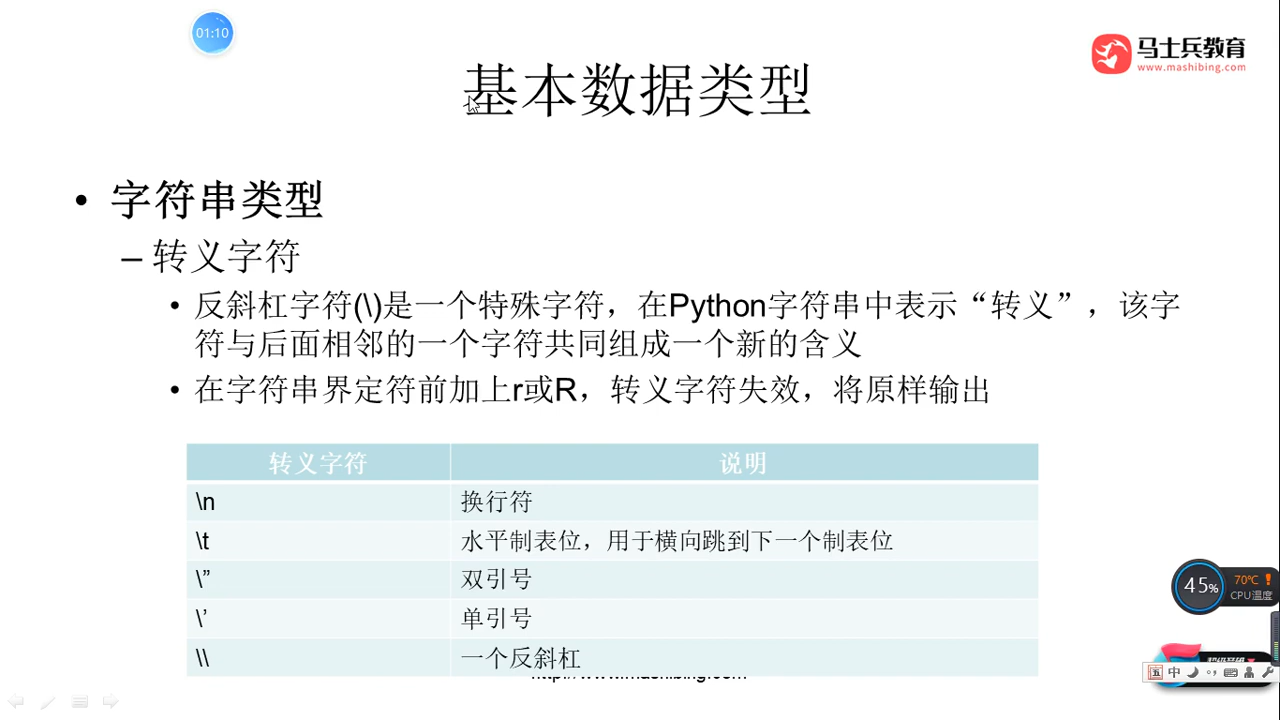 01:10
马士兵教育
www.mashibing.com
基本数据类型
• 字符串类型
– 转义字符
• 反斜杠字符(\)是一个特殊字符，在Python字符串中表示“转义”，该字
符与后面相邻的一个字符共同组成一个新的含义
• 在字符串界定符前加上r或R，转义字符失效，将原样输出
转义字符 说明
\n 换行符
\t 水平制表位，用于横向跳到下一个制表位
\” 双引号
\’ 单引号
\\ 一个反斜杠
http://www.mashibing.com
45%
70℃
CPU温度
五 中